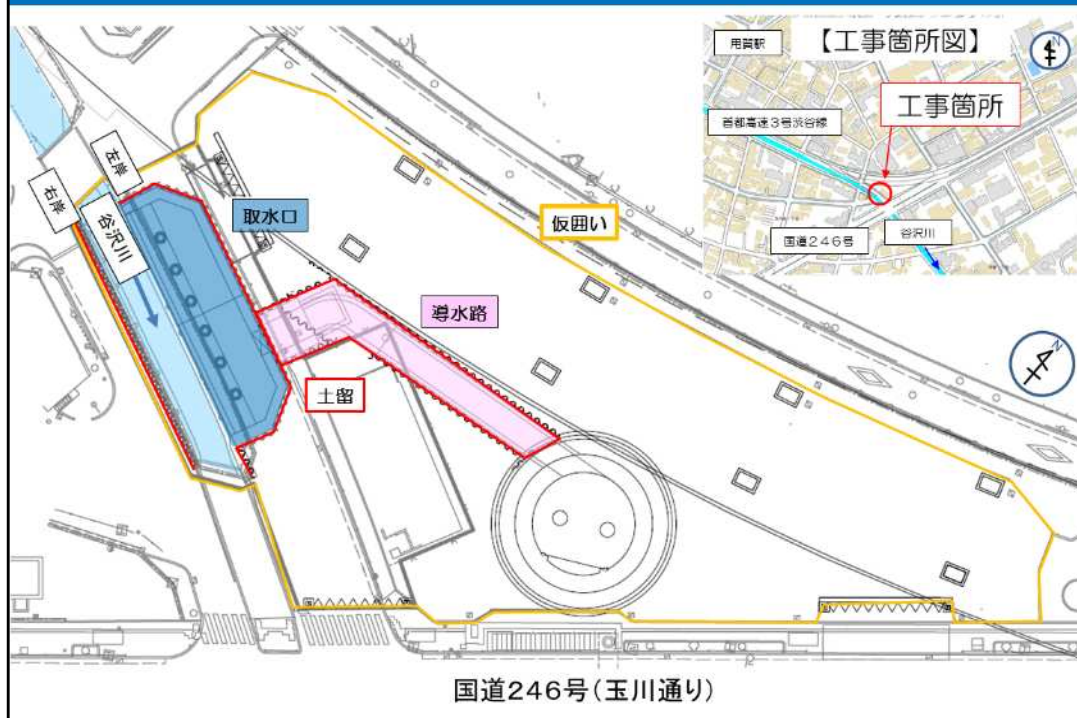 【工事箇所図】
用賀駅
N
工事箇所
首都高速3号渋谷線
国道246号
谷沢川
左岸
右岸
谷沢川
取水口
仮囲い
導水路
土留
N
国道246号(玉川通り)